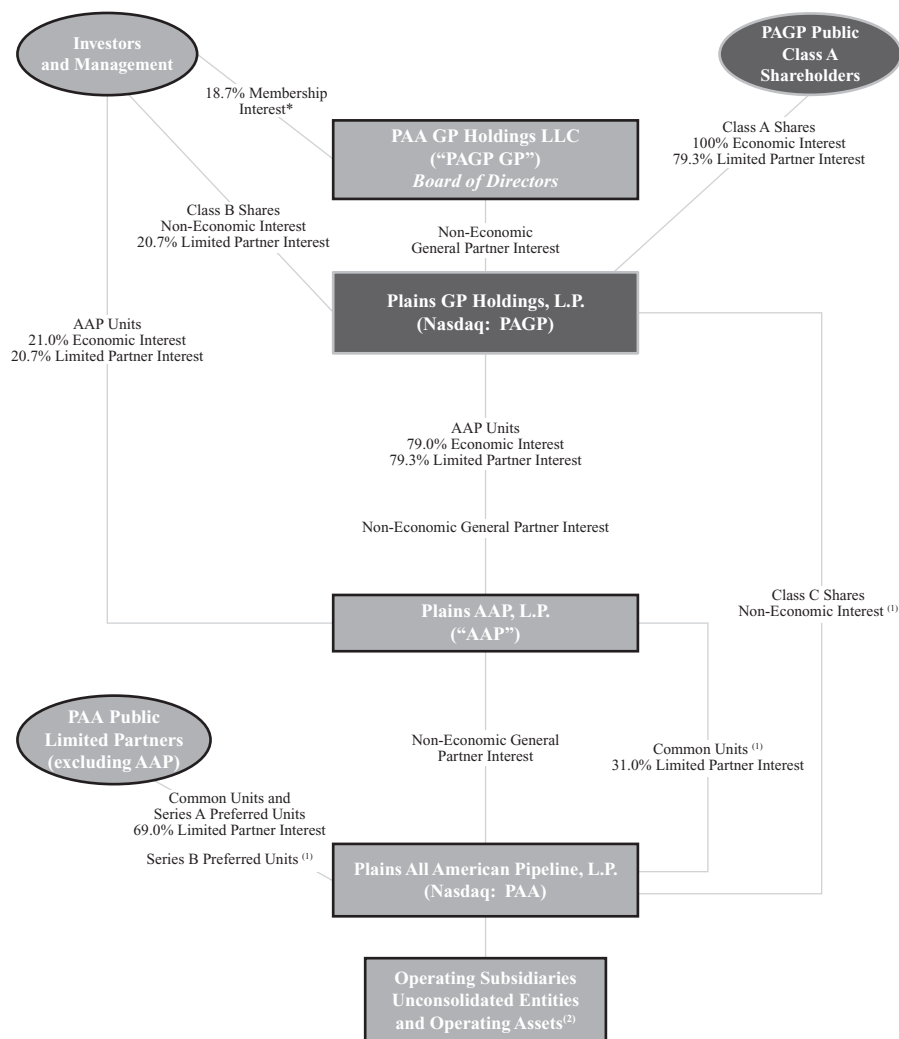 Investors
and Management
PAGP Public
Class A
Shareholders
18.7% Membership
Interest*
PAA GP Holdings LLC
(“PAGP GP”)
Board of Directors
Class A Shares
100% Economic Interest
79.3% Limited Partner Interest
Class B Shares
Non-Economic Interest
20.7% Limited Partner Interest
Non-Economic
General Partner Interest
Plains GP Holdings, L.P.
(Nasdaq: PAGP)
AAP Units
21.0% Economic Interest
20.7% Limited Partner Interest
AAP Units
79.0% Economic Interest
79.3% Limited Partner Interest
Non-Economic General Partner Interest
Class C Shares
Non-Economic Interest (1)
Plains AAP, L.P.
(“AAP”)
PAA Public
Limited Partners
(excluding AAP)
Non-Economic General
Partner Interest
Common Units (1)
31.0% Limited Partner Interest
Common Units and
Series A Preferred Units
69.0% Limited Partner Interest
Series B Preferred Units (1)
Plains All American Pipeline, L.P.
(Nasdaq: PAA)
Operating Subsidiaries
Unconsolidated Entities
and Operating Assets(2)